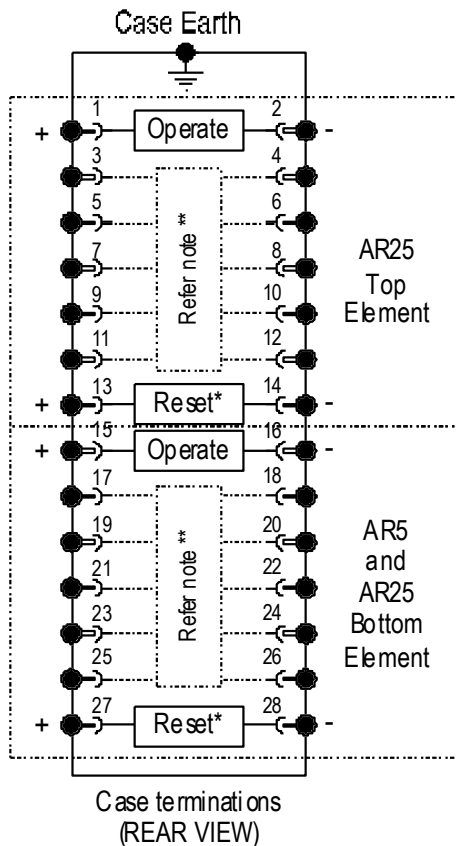 Case Earth
1 2
+ Operate -
3 4
5 6
7 8
9 10
11 12
Refer note **
AR25
Top
Element
13 14
+ Reset* -
15 16
+ Operate -
17 18
19 20
21 22
23 24
25 26
Refer note **
AR5
and
AR25
Bottom
Element
27 28
+ Reset* -
Case terminations
(REAR VIEW)